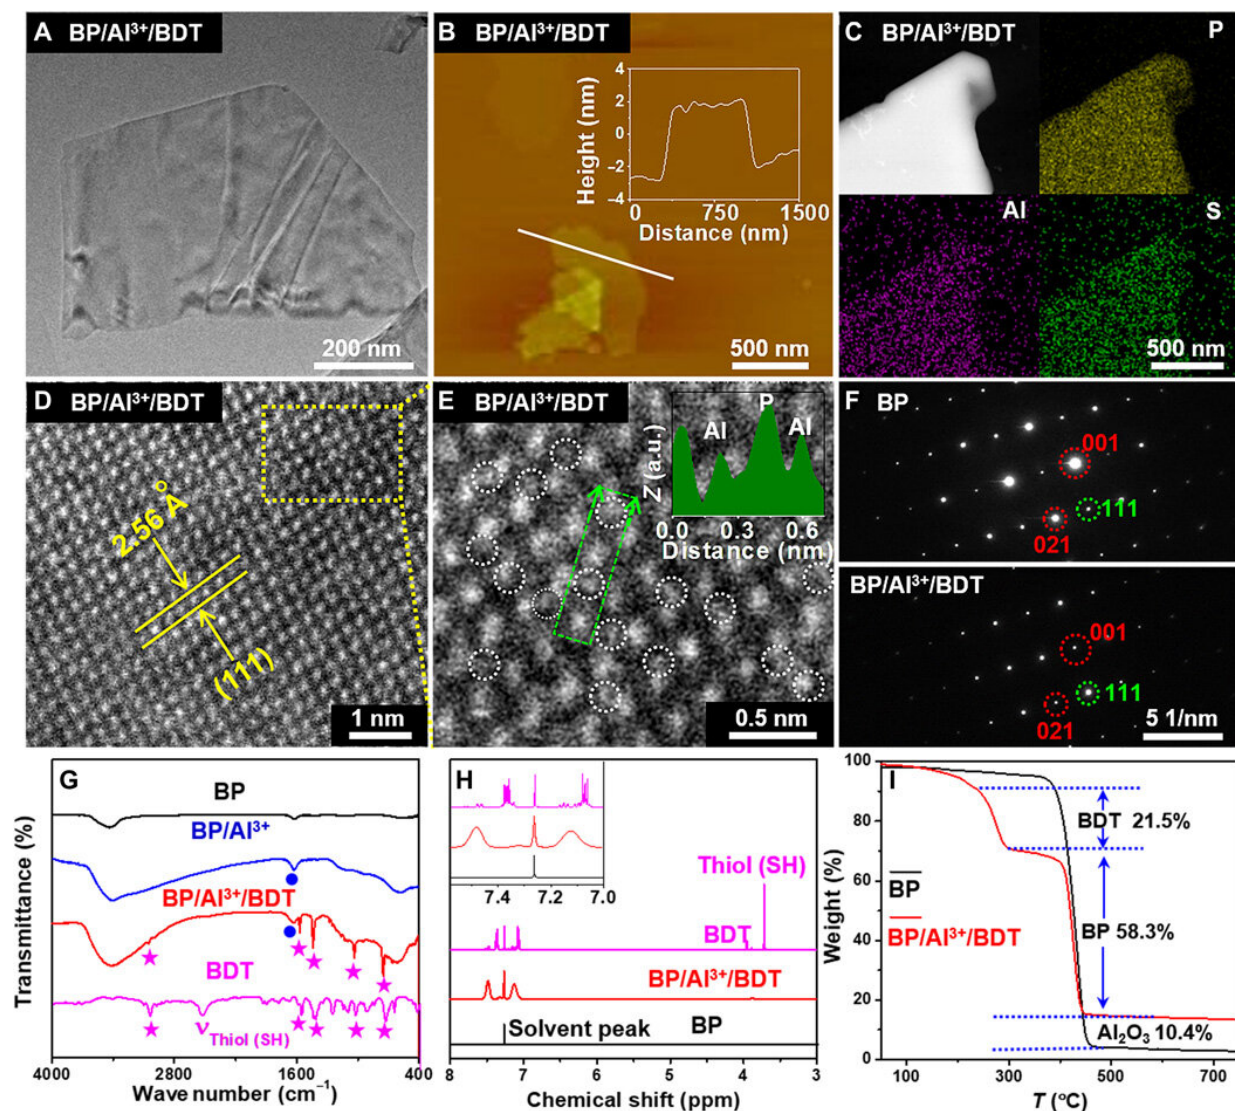 A BP/Al³⁺/BDT
200 nm
B BP/Al³⁺/BDT
Height (nm)
4
2
0
−2
−4
0 750 1500
Distance (nm)
500 nm
C BP/Al³⁺/BDT
P
Al
S
500 nm
D BP/Al³⁺/BDT
2.56 Å
(111)
1 nm
E BP/Al³⁺/BDT
Z (a.u.)
Al
P
Al
0.0 0.3 0.6
Distance (nm)
0.5 nm
F BP
001
111
021
BP/Al³⁺/BDT
001
111
021
5 1/nm
G
BP
BP/Al³⁺
BP/Al³⁺/BDT
BDT
νThiol (SH)
Transmittance (%)
4000 2800 1600 400
Wave number (cm⁻¹)
H
7.4 7.2 7.0
Thiol (SH)
BDT
BP/Al³⁺/BDT
Solvent peak BP
8 7 6 5 4 3
Chemical shift (ppm)
I
Weight (%)
100
80
60
40
20
0
BDT 21.5%
BP
BP/Al³⁺/BDT
BP 58.3%
Al₂O₃ 10.4%
100 300 500 700
T (°C)